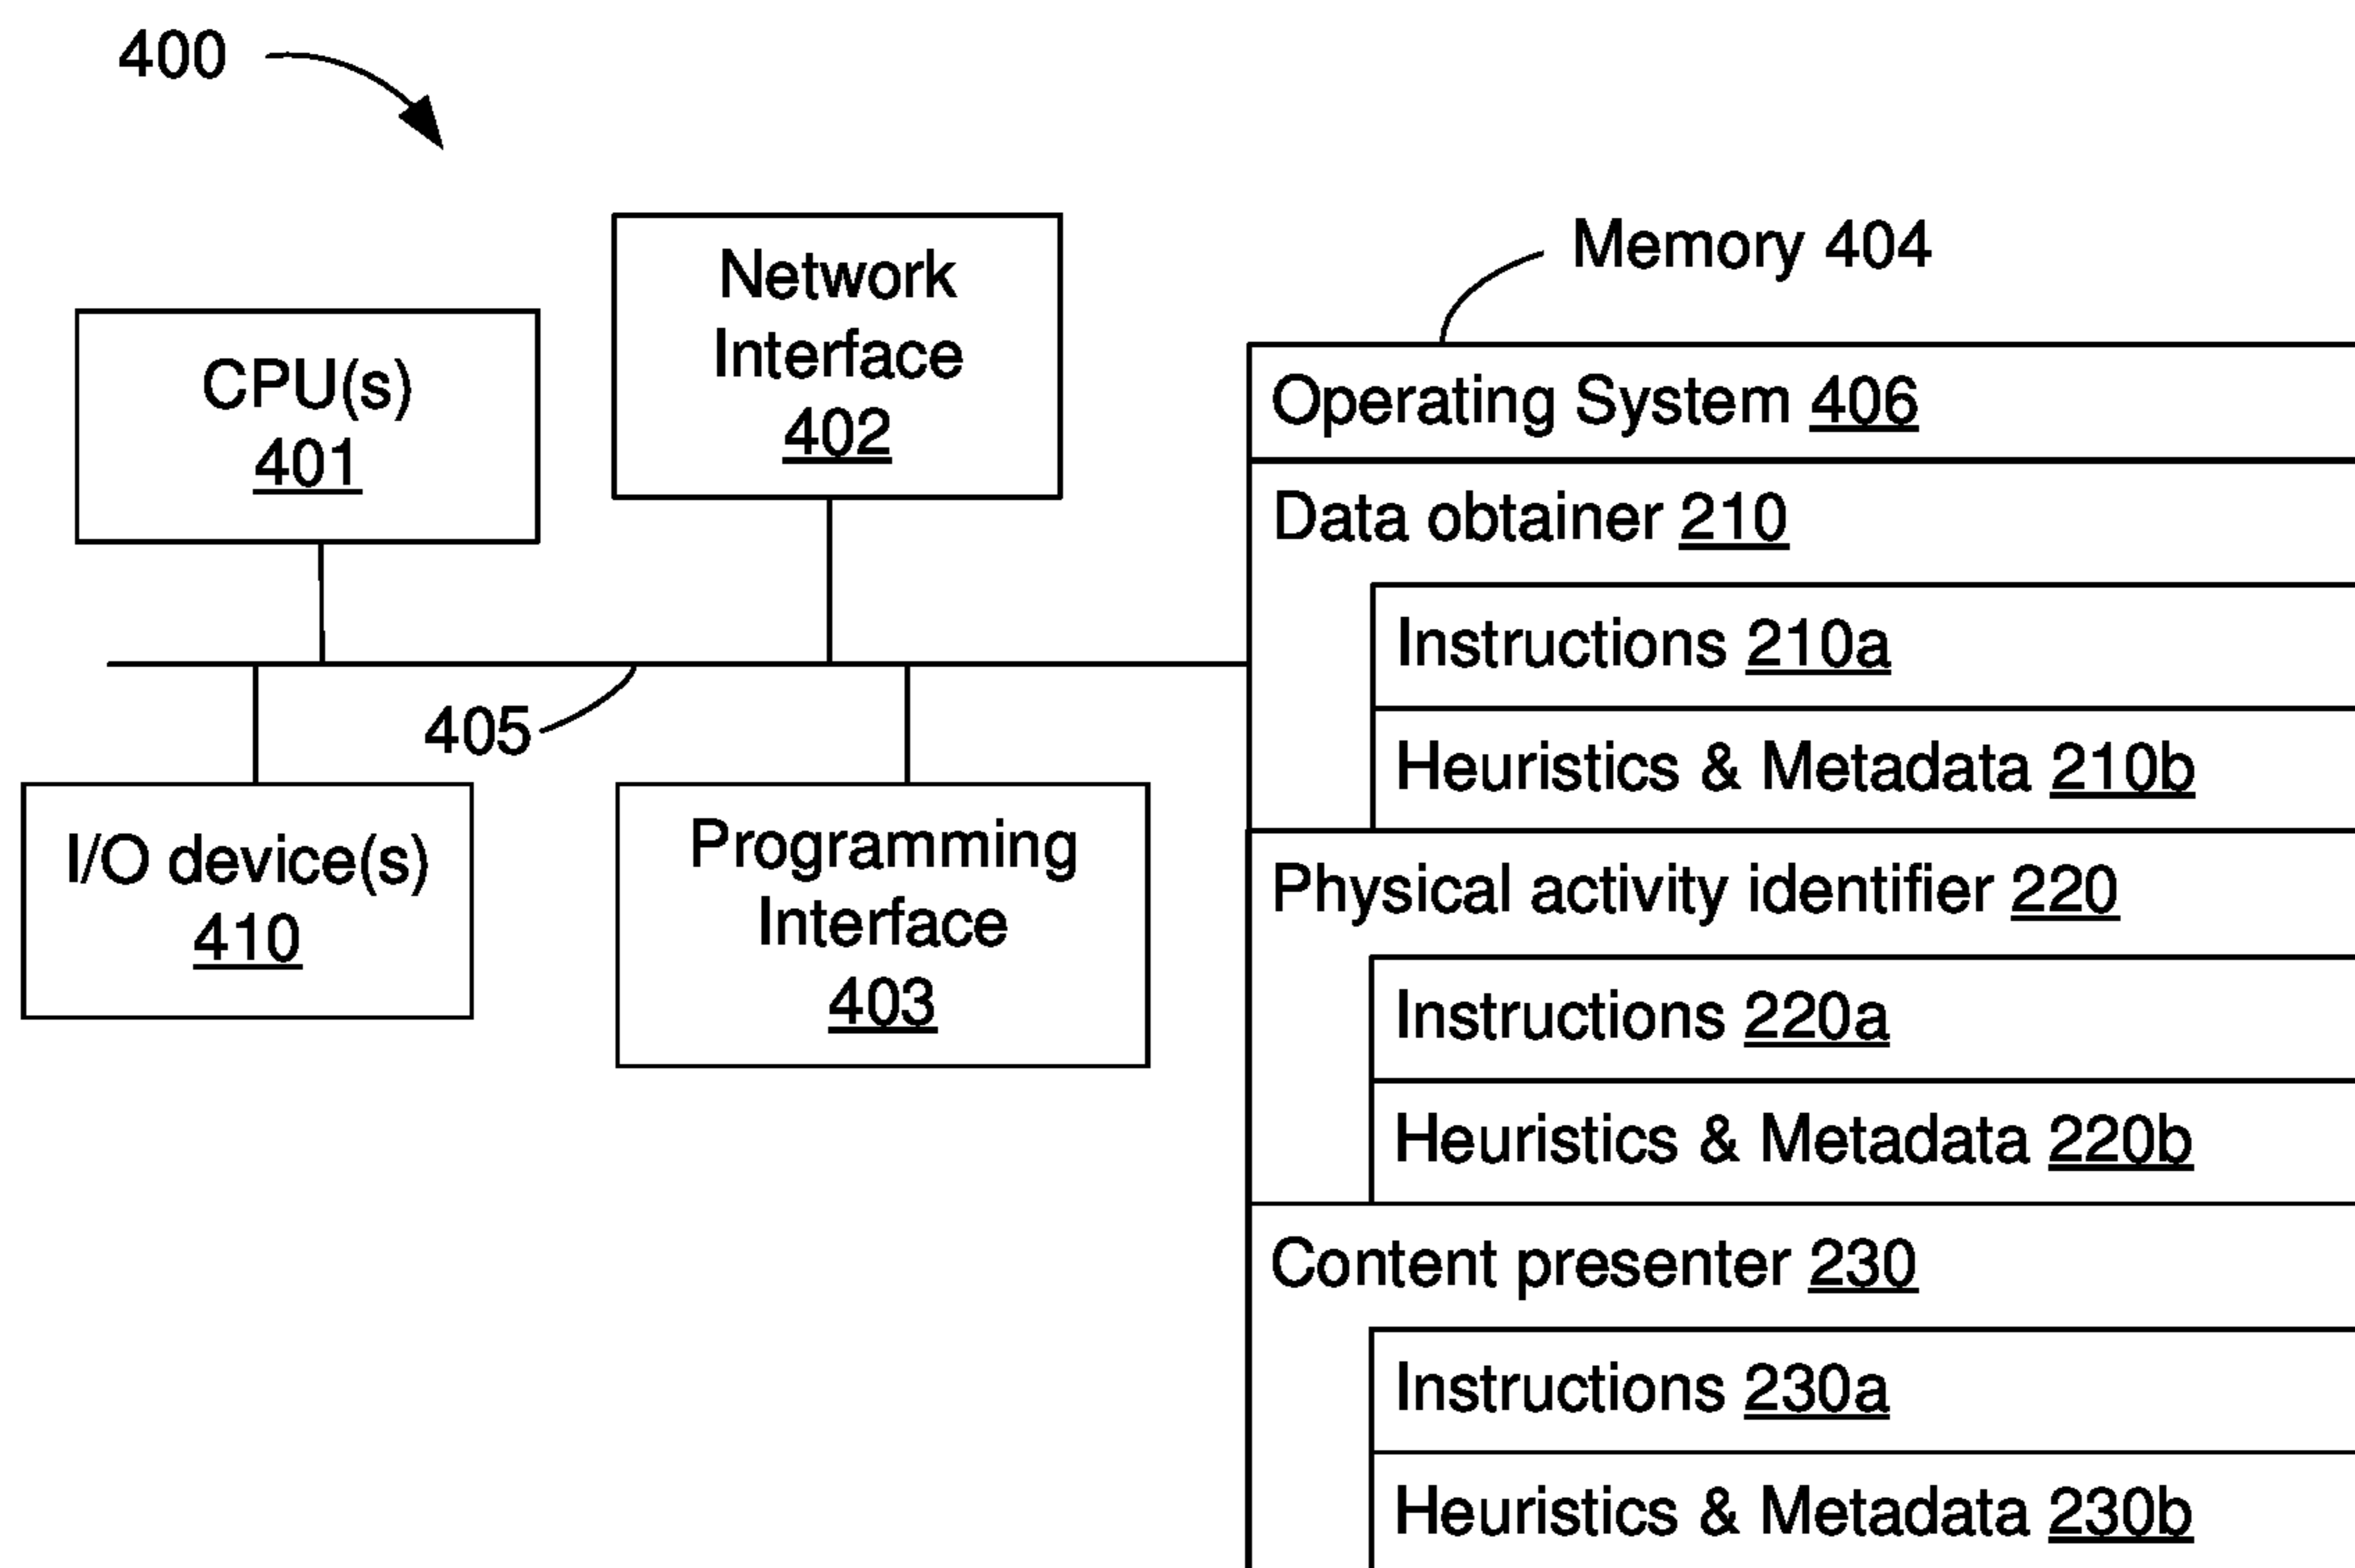 400
CPU(s)
401
Network
Interface
402
405
I/O device(s)
410
Programming
Interface
403
Memory 404
Operating System 406
Data obtainer 210
Instructions 210a
Heuristics & Metadata 210b
Physical activity identifier 220
Instructions 220a
Heuristics & Metadata 220b
Content presenter 230
Instructions 230a
Heuristics & Metadata 230b